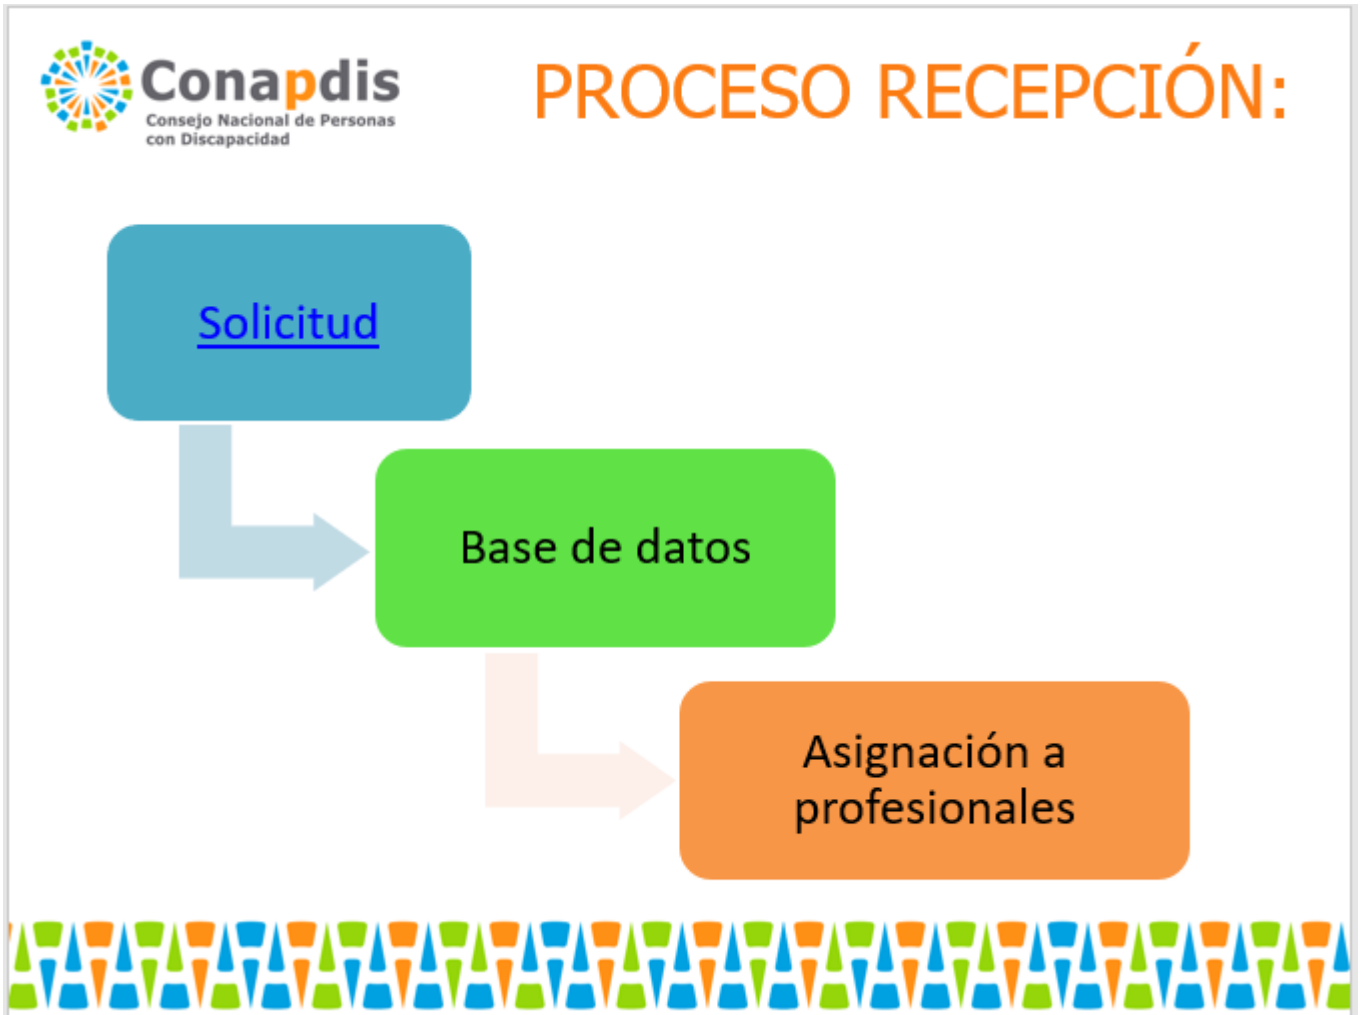 Conapdis
Consejo Nacional de Personas
con Discapacidad
PROCESO RECEPCIÓN:
Solicitud
Base de datos
Asignación a
profesionales